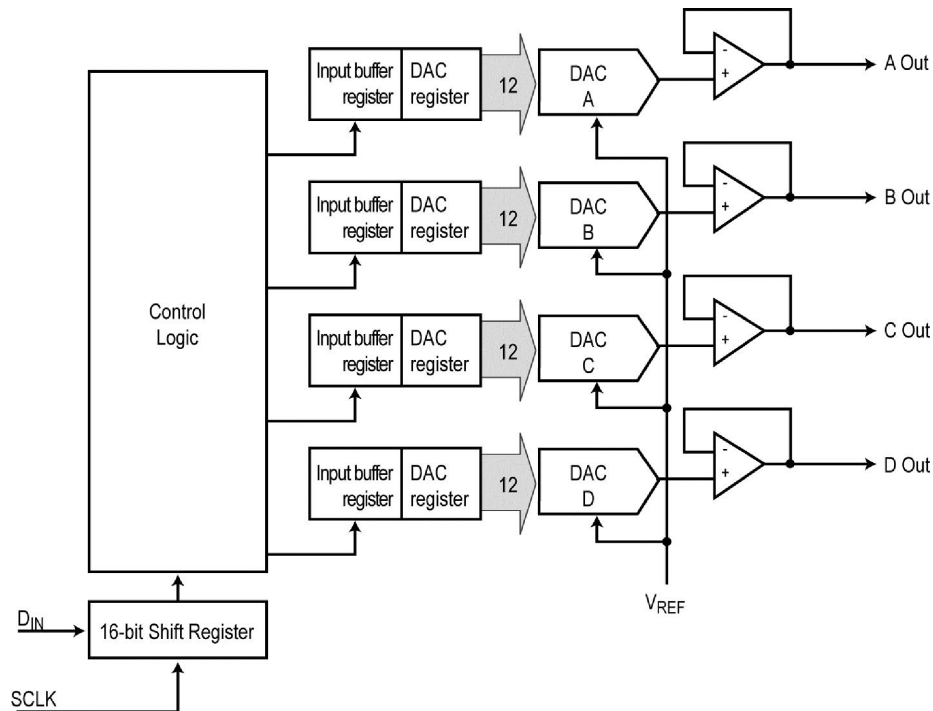 Input buffer
register
DAC
register
12
DAC
A
-
+
A Out
Input buffer
register
DAC
register
12
DAC
B
-
+
B Out
Control
Logic
Input buffer
register
DAC
register
12
DAC
C
-
+
C Out
Input buffer
register
DAC
register
12
DAC
D
-
+
D Out
VREF
DIN
16-bit Shift Register
SCLK